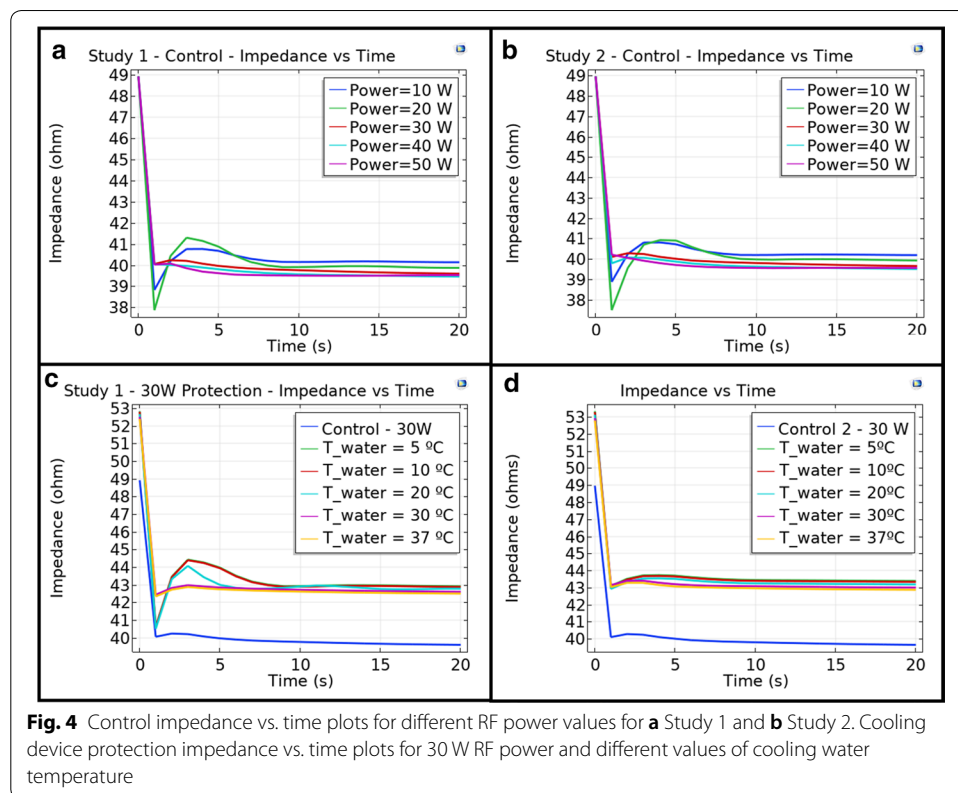 a
Study 1 - Control - Impedance vs Time
49
48
47
46
45
44
43
42
41
40
39
38
Impedance (ohm)
Power=10 W
Power=20 W
Power=30 W
Power=40 W
Power=50 W
0 5 10 15 20
Time (s)
b
Study 2 - Control - Impedance vs Time
49
48
47
46
45
44
43
42
41
40
39
38
Impedance (ohm)
Power=10 W
Power=20 W
Power=30 W
Power=40 W
Power=50 W
0 5 10 15 20
Time (s)
c
Study 1 - 30W Protection - Impedance vs Time
53
52
51
50
49
48
47
46
45
44
43
42
41
40
Impedance (ohm)
Control - 30W
T_water = 5 ºC
T_water = 10 ºC
T_water = 20 ºC
T_water = 30 ºC
T_water = 37 ºC
0 5 10 15 20
Time (s)
d
Impedance vs Time
53
52
51
50
49
48
47
46
45
44
43
42
41
40
Impedance (ohms)
Control 2 - 30 W
T_water = 5ºC
T_water = 10ºC
T_water = 20ºC
T_water = 30ºC
T_water = 37ºC
0 5 10 15 20
Time (s)
Fig. 4 Control impedance vs. time plots for different RF power values for a Study 1 and b Study 2. Cooling
device protection impedance vs. time plots for 30 W RF power and different values of cooling water
temperature